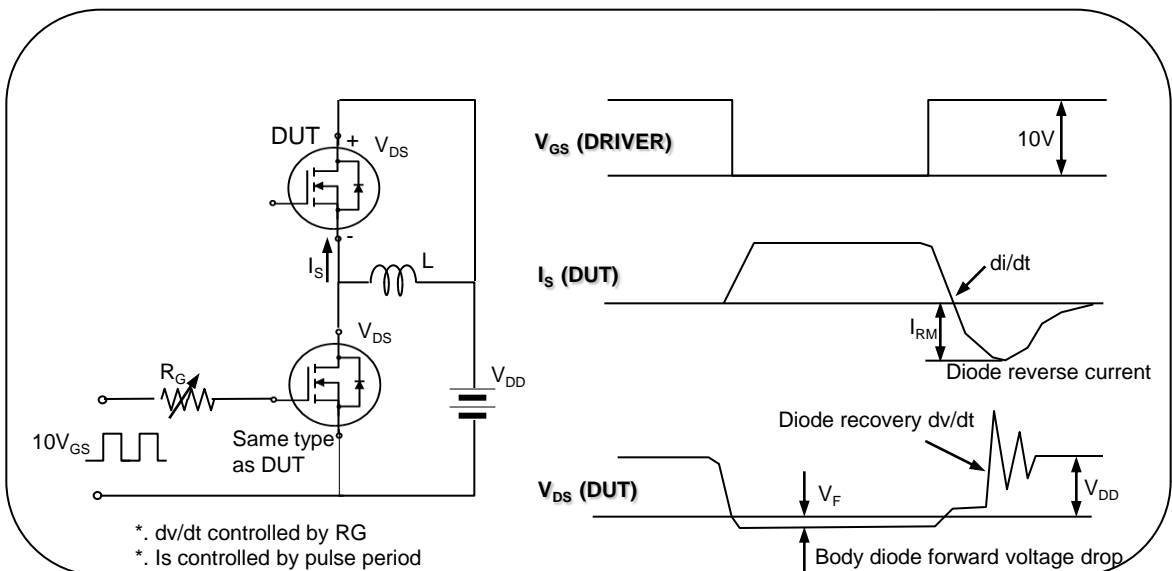 DUT
+
V_DS
-
I_S
L
V_DS
R_G
V_DD
10V_GS
Same type
as DUT
*. dv/dt controlled by RG
*. Is controlled by pulse period
V_GS (DRIVER)
10V
I_S (DUT)
di/dt
I_RM
Diode reverse current
Diode recovery dv/dt
V_DS (DUT)
V_F
V_DD
Body diode forward voltage drop